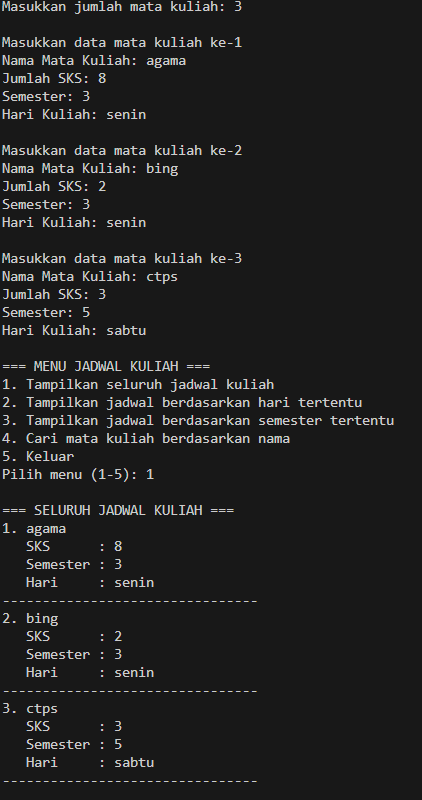 Masukkan jumlah mata kuliah: 3
Masukkan data mata kuliah ke-1
Nama Mata Kuliah: agama
Jumlah SKS: 8
Semester: 3
Hari Kuliah: senin
Masukkan data mata kuliah ke-2
Nama Mata Kuliah: bing
Jumlah SKS: 2
Semester: 3
Hari Kuliah: senin
Masukkan data mata kuliah ke-3
Nama Mata Kuliah: ctps
Jumlah SKS: 3
Semester: 5
Hari Kuliah: sabtu
=== MENU JADWAL KULIAH ===
1. Tampilkan seluruh jadwal kuliah
2. Tampilkan jadwal berdasarkan hari tertentu
3. Tampilkan jadwal berdasarkan semester tertentu
4. Cari mata kuliah berdasarkan nama
5. Keluar
Pilih menu (1-5): 1
=== SELURUH JADWAL KULIAH ===
1. agama
   SKS      : 8
   Semester : 3
   Hari     : senin
--------------------------------
2. bing
   SKS      : 2
   Semester : 3
   Hari     : senin
--------------------------------
3. ctps
   SKS      : 3
   Semester : 5
   Hari     : sabtu
--------------------------------